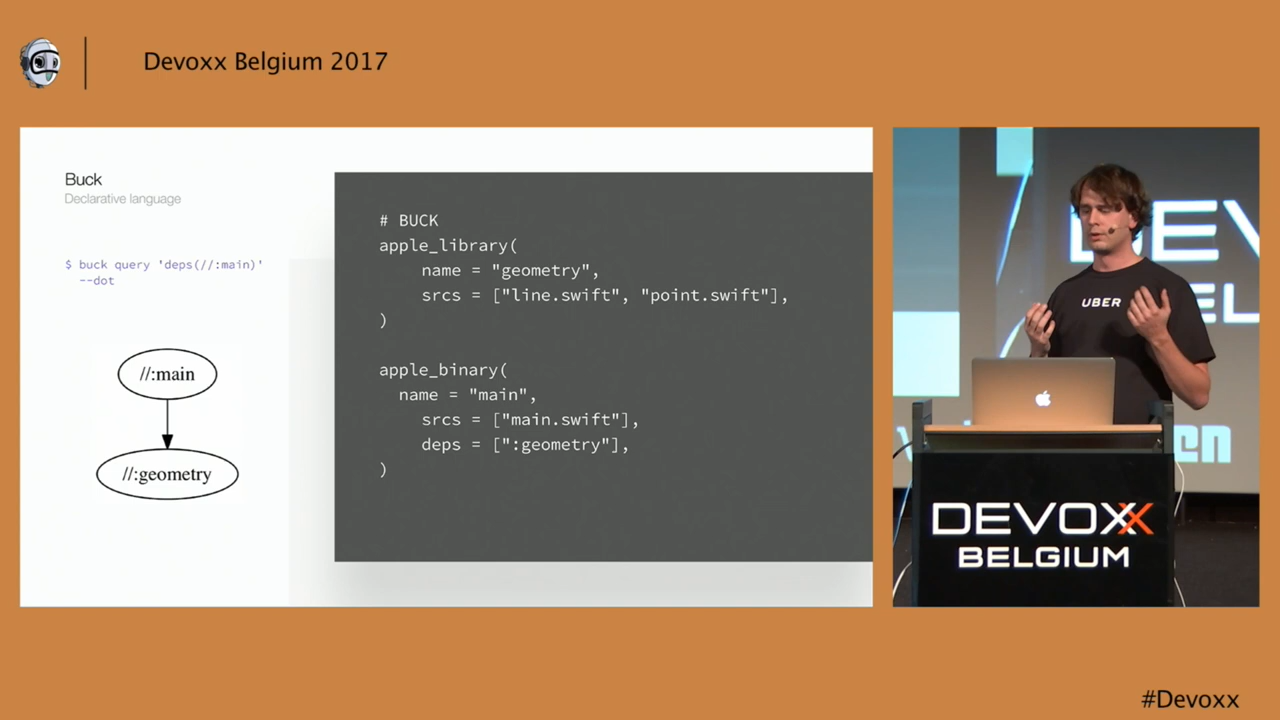 Devoxx Belgium 2017
Buck
Declarative language
$ buck query 'deps(//:main)'
--dot
//:main
//:geometry
# BUCK
apple_library(
    name = "geometry",
    srcs = ["line.swift", "point.swift"],
)
apple_binary(
  name = "main",
    srcs = ["main.swift"],
    deps = [":geometry"],
)
UBER
DEVOXX
BELGIUM
#Devoxx